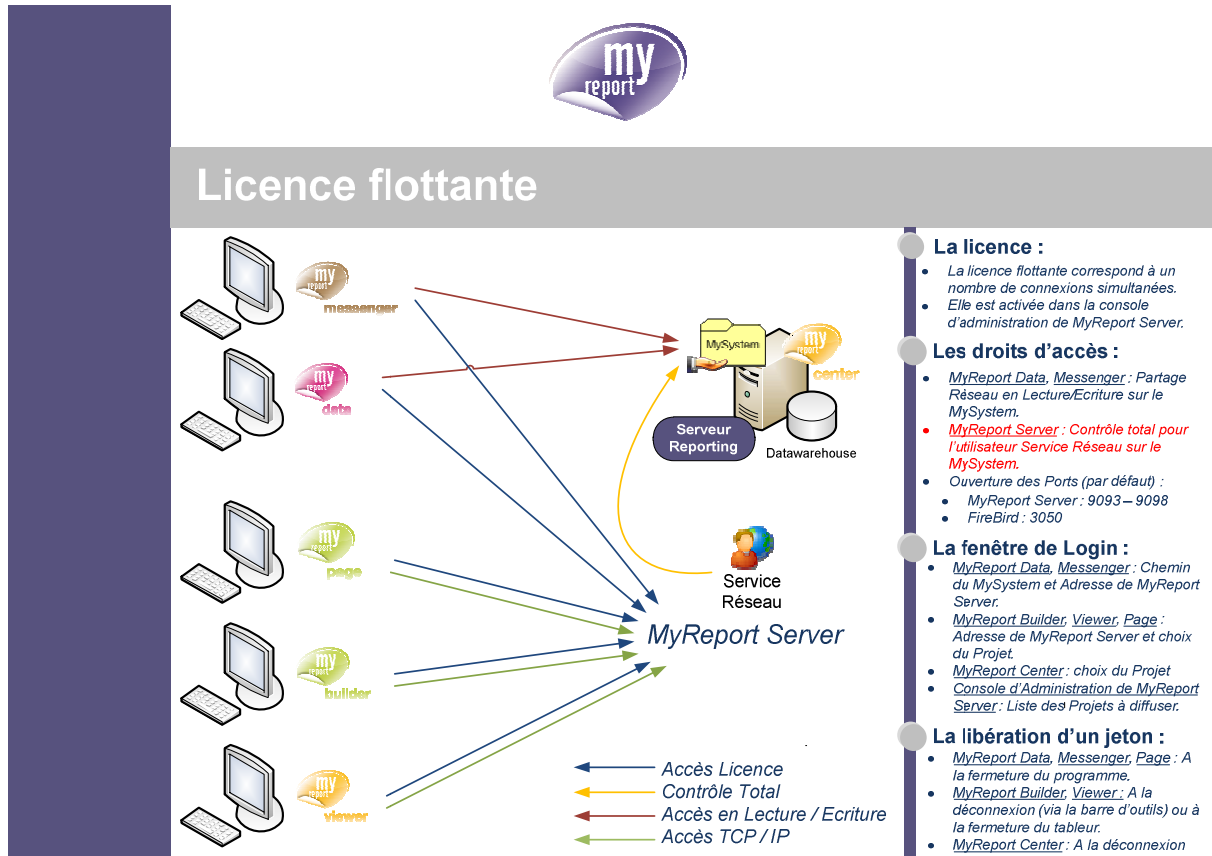 my
report
Licence flottante
my
report
messenger
my
report
data
my
report
page
my
report
builder
my
report
viewer
MySystem
my
report
center
Serveur
Reporting
Datawarehouse
Service
Réseau
MyReport Server
Accès Licence
Contrôle Total
Accès en Lecture / Ecriture
Accès TCP / IP
La licence :
• La licence flottante correspond à un
nombre de connexions simultanées.
• Elle est activée dans la console
d'administration de MyReport Server.
Les droits d'accès :
• MyReport Data, Messenger : Partage
Réseau en Lecture/Ecriture sur le
MySystem.
• MyReport Server : Contrôle total pour
l'utilisateur Service Réseau sur le
MySystem.
• Ouverture des Ports (par défaut) :
• MyReport Server : 9093 – 9098
• FireBird : 3050
La fenêtre de Login :
• MyReport Data, Messenger : Chemin
du MySystem et Adresse de MyReport
Server.
• MyReport Builder, Viewer, Page :
Adresse de MyReport Server et choix
du Projet.
• MyReport Center : choix du Projet
• Console d'Administration de MyReport
Server : Liste des Projets à diffuser.
La libération d'un jeton :
• MyReport Data, Messenger, Page : A
la fermeture du programme.
• MyReport Builder, Viewer : A la
déconnexion (via la barre d'outils) ou à
la fermeture du tableur.
• MyReport Center : A la déconnexion